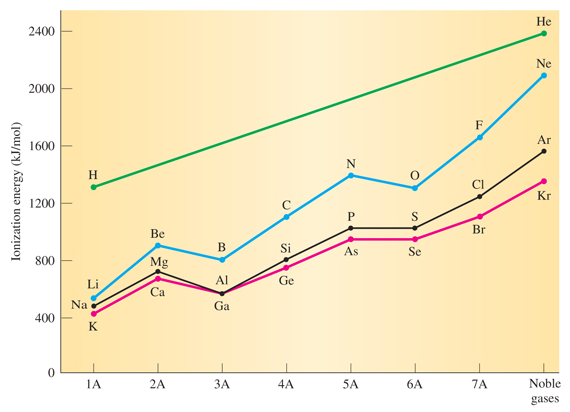 He
2400
Ne
2000
Ionization energy (kJ/mol)
1600
F
Ar
H
N
O
1200
C
Cl
Kr
P
S
Be
Br
B
Si
800
Mg
As
Se
Li
Al
Ge
Ca
Na
Ga
400
K
0
1A 2A 3A 4A 5A 6A 7A Noble
gases